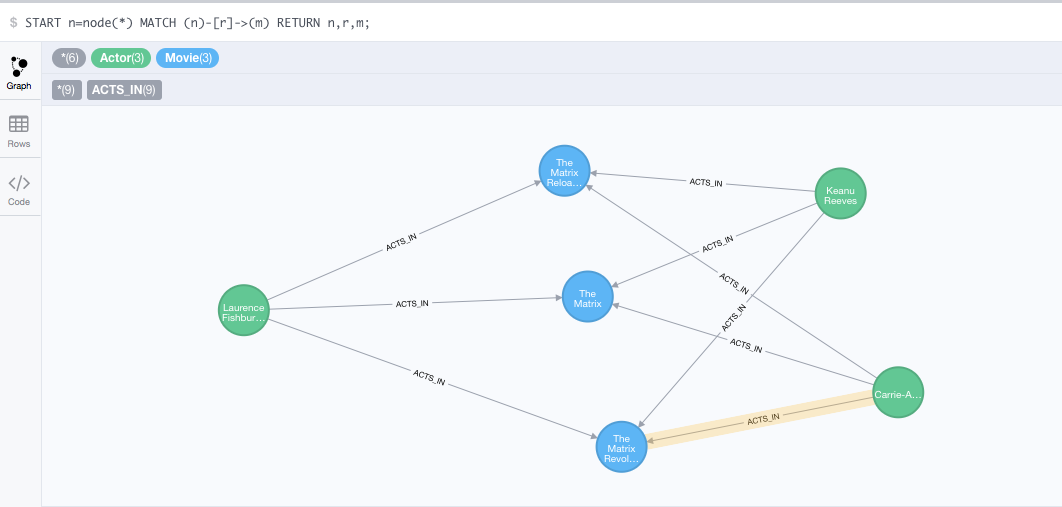 $ START n=node(*) MATCH (n)-[r]->(m) RETURN n,r,m;
*(6) Actor(3) Movie(3)
Graph
*(9) ACTS_IN(9)
Rows
Code
The
Matrix
Reloa…
ACTS_IN
Keanu
Reeves
ACTS_IN
ACTS_IN
ACTS_IN
The
Matrix
Laurence
Fishbur…
ACTS_IN
ACTS_IN
ACTS_IN
ACTS_IN
Carrie-A…
ACTS_IN
The
Matrix
Revol…